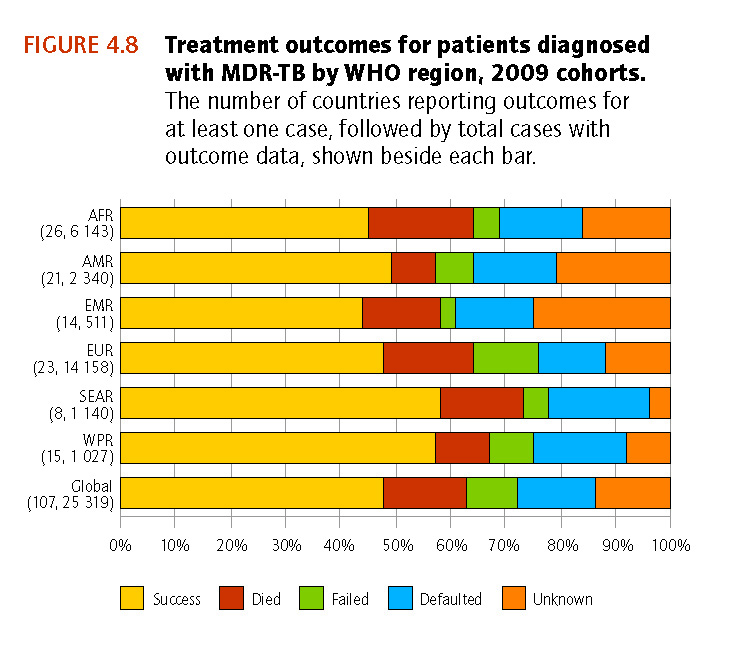 FIGURE 4.8 Treatment outcomes for patients diagnosed
with MDR-TB by WHO region, 2009 cohorts.
The number of countries reporting outcomes for
at least one case, followed by total cases with
outcome data, shown beside each bar.
AFR
(26, 6 143)
AMR
(21, 2 340)
EMR
(14, 511)
EUR
(23, 14 158)
SEAR
(8, 1 140)
WPR
(15, 1 027)
Global
(107, 25 319)
0% 10% 20% 30% 40% 50% 60% 70% 80% 90% 100%
Success Died Failed Defaulted Unknown